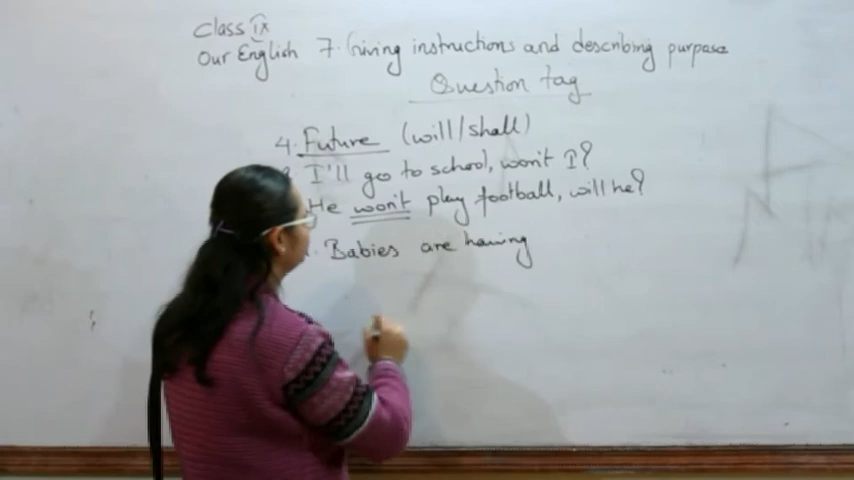 Class IX
Our English 7. Giving instructions and describing purpose
Question tag
4. Future (will/shall)
I'll go to school, won't I?
He won't play football, will he?
Babies are having